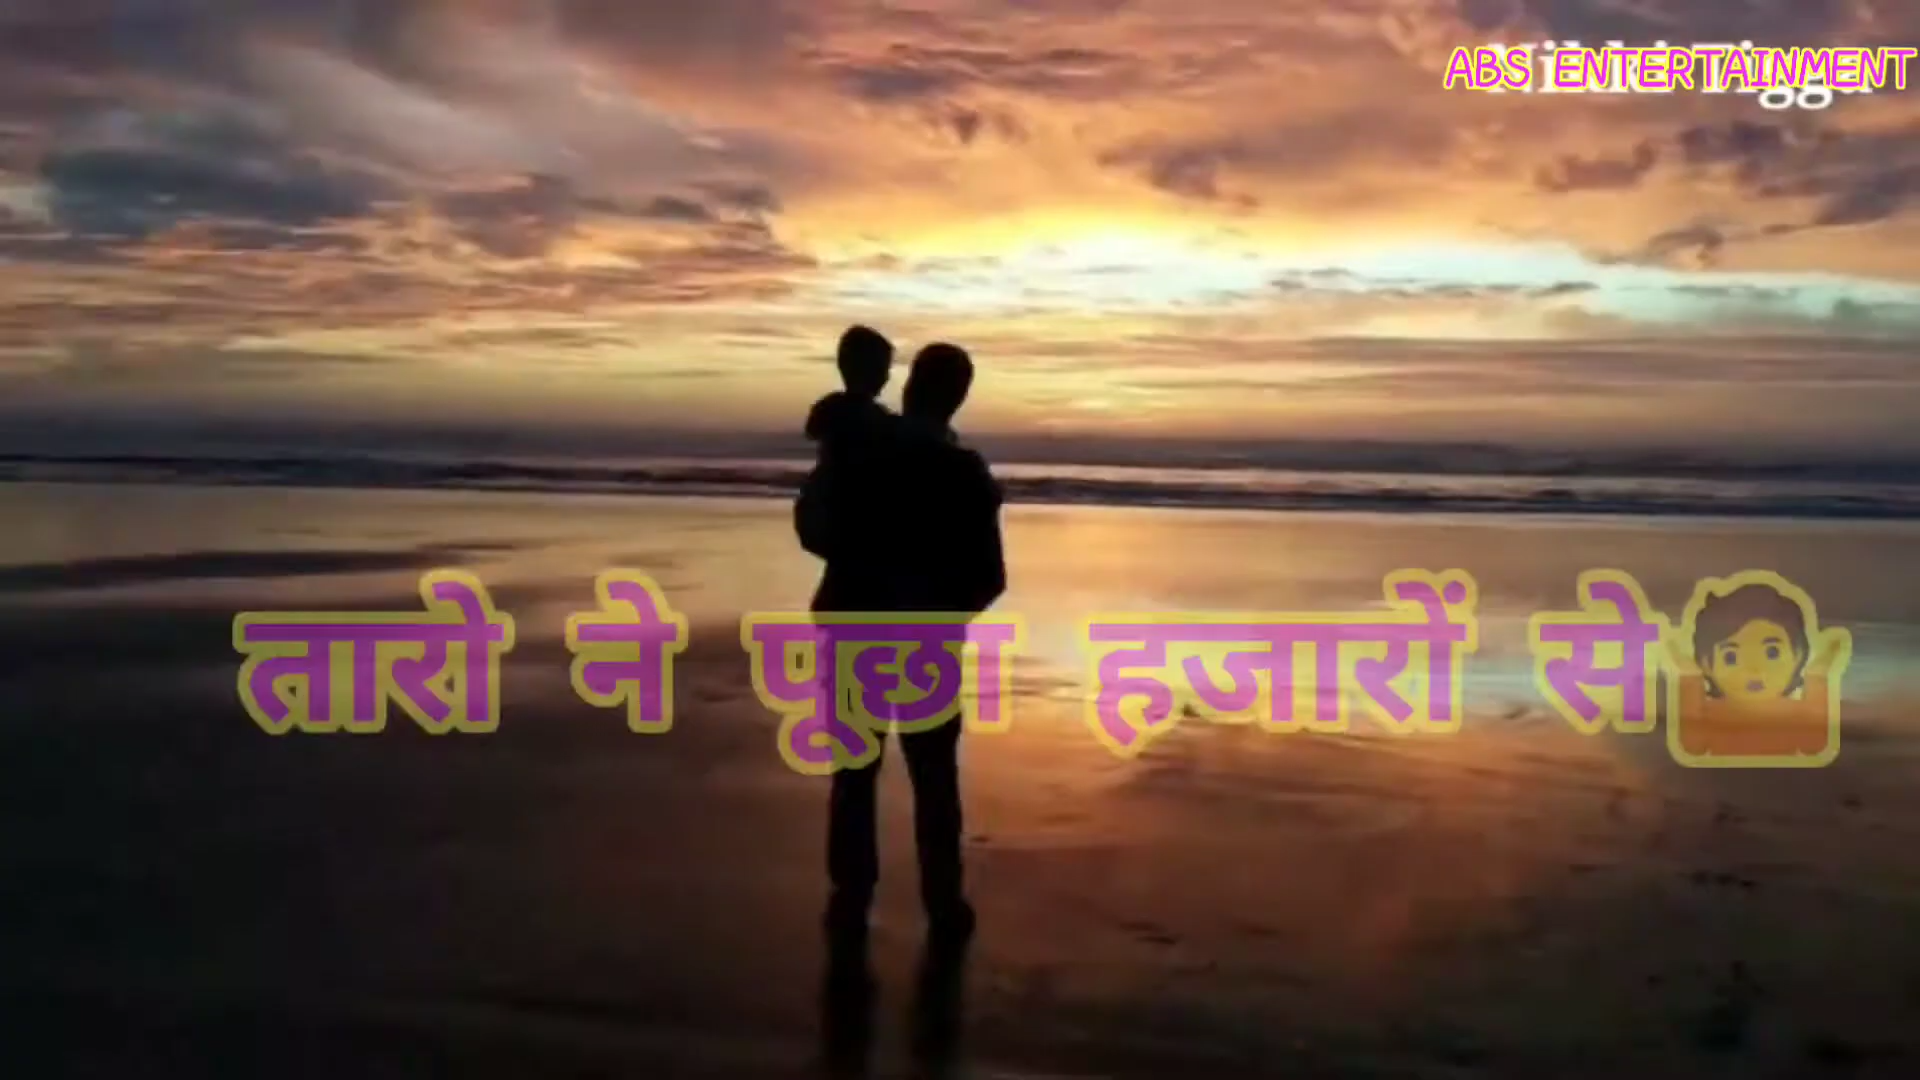 ABS ENTERTAINMENT
तारो ने पूछा हजारों से